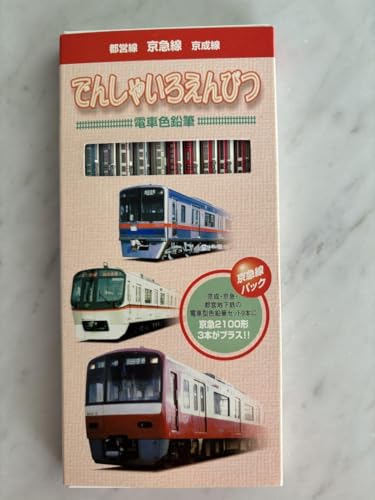 都営線 京急線 京成線
でんしゃいろえんぴつ
電車色鉛筆
京急線
パック
京成・京急・
都営地下鉄の
電車型色鉛筆セット9本に
京急2100形
3本がプラス!!